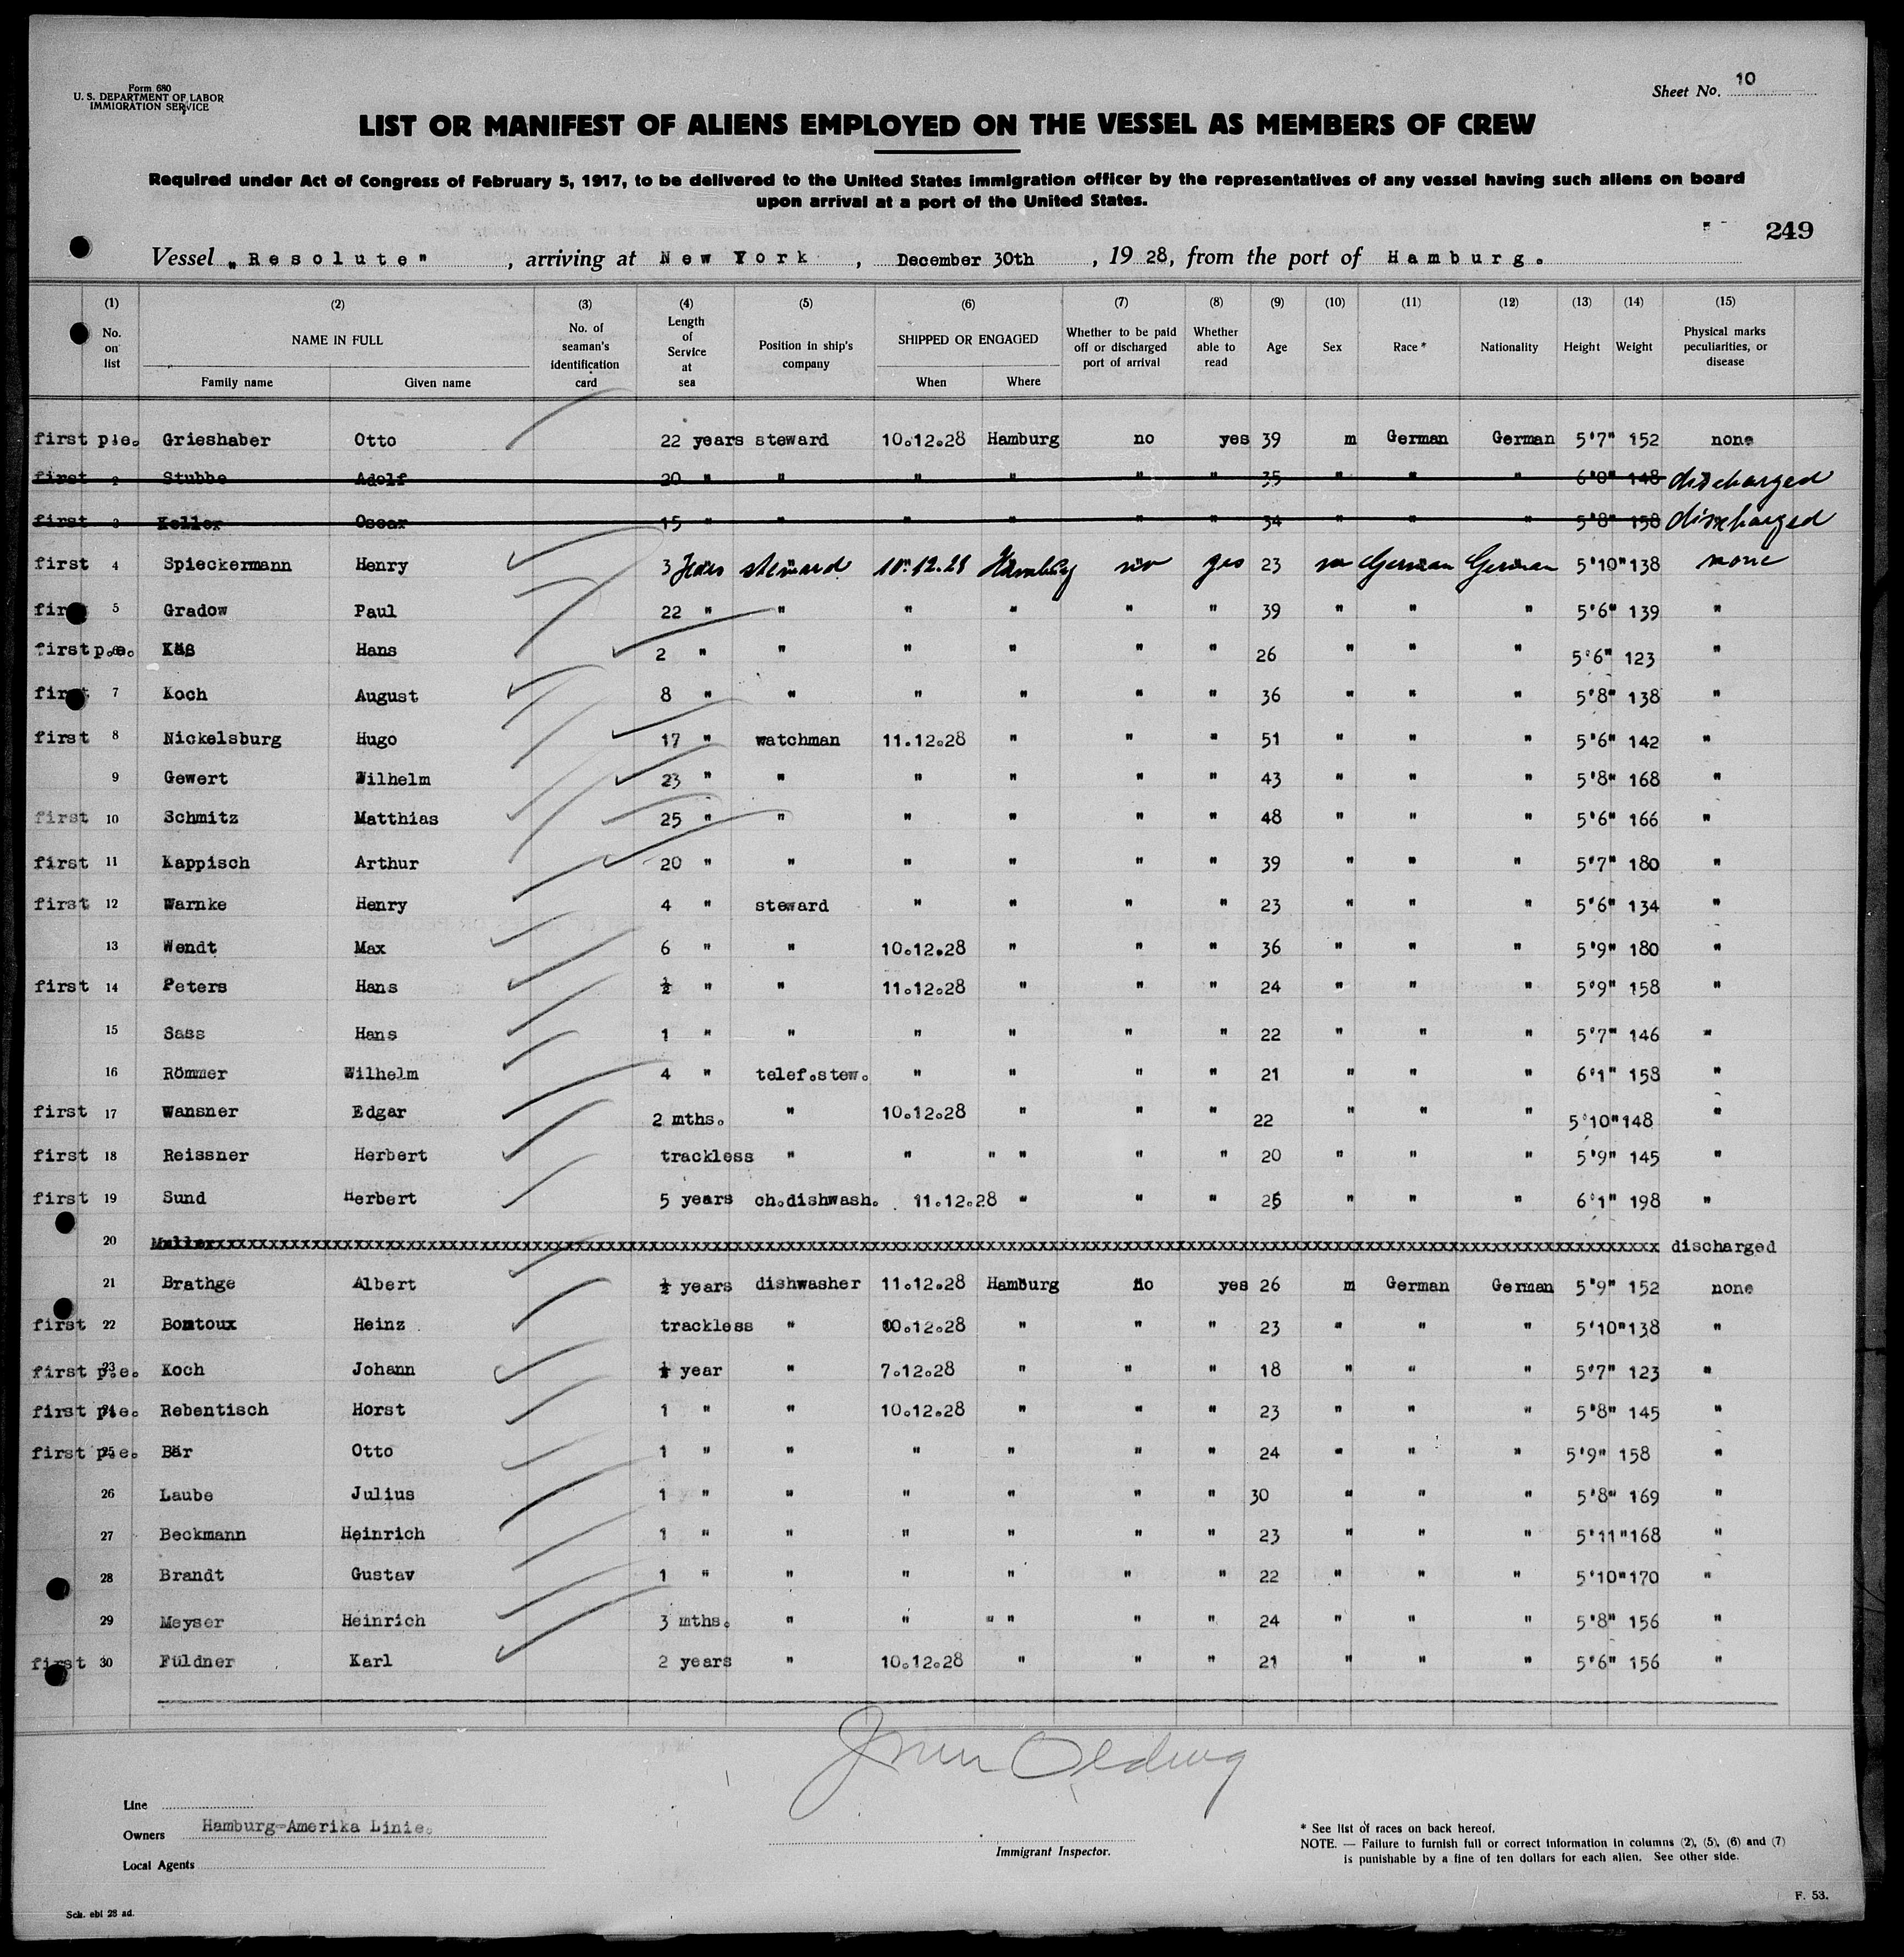 Form 680
U. S. DEPARTMENT OF LABOR
IMMIGRATION SERVICE
Sheet No. 10
LIST OR MANIFEST OF ALIENS EMPLOYED ON THE VESSEL AS MEMBERS OF CREW
Required under Act of Congress of February 5, 1917, to be delivered to the United States immigration officer by the representatives of any vessel having such aliens on board
upon arrival at a port of the United States.
249
Vessel "Resolute", arriving at New York, December 30th, 1928, from the port of Hamburg.
(1) (2) (3) (4) (5) (6) (7) (8) (9) (10) (11) (12) (13) (14) (15)
No. on list NAME IN FULL Family name Given name No. of seaman's identification card Length of Service at sea Position in ship's company SHIPPED OR ENGAGED When Where Whether to be paid off or discharged port of arrival Whether able to read Age Sex Race * Nationality Height Weight Physical marks peculiarities, or disease
first p.e. Grieshaber Otto 22 years steward 10.12.28 Hamburg no yes 39 m German German 5'7" 152 none
first 2 Stubbe Adolf 20 " " " " " " 35 " " " 6'0" 148 discharged
first 3 Keller Oscar 15 " " " " " " 34 " " " 5'8" 158 discharged
first 4 Spieckermann Henry 3 steward 10.12.28 Hamburg no yes 23 m German German 5'10" 138 none
first 5 Gradow Paul 22 " " " " " " 39 " " " 5'6" 139 "
first p.e. Käß Hans 2 " " " " " " 26 " " " 5'6" 123 "
first 7 Koch August 8 " " " " " " 36 " " " 5'8" 138 "
first 8 Nickelsburg Hugo 17 " watchman 11.12.28 " " " 51 " " " 5'6" 142 "
9 Gewert Wilhelm 23 " " " " " " 43 " " " 5'8" 168 "
first 10 Schmitz Matthias 25 " " " " " " 48 " " " 5'6" 166 "
first 11 Kappisch Arthur 20 " " " " " " 39 " " " 5'7" 180 "
first 12 Warnke Henry 4 " steward " " " " 23 " " " 5'6" 134 "
13 Wendt Max 6 " " 10.12.28 " " " 36 " " " 5'9" 180 "
first 14 Peters Hans ½ " " 11.12.28 " " " 24 " " " 5'9" 158 "
15 Sass Hans 1 " " " " " " 22 " " " 5'7" 146 "
16 Römmer Wilhelm 4 " telef.stew. " " " " 21 " " " 6'1" 158 "
first 17 Wansner Edgar 2 mths. " 10.12.28 " " " 22 " " " 5'10" 148 "
first 18 Reissner Herbert trackless " " " " " " 20 " " " 5'9" 145 "
first 19 Sund Herbert 5 years ch.dishwash. 11.12.28 " " " " 6'1" 198 "
20 discharged
21 Brathge Albert ½ years dishwasher 11.12.28 Hamburg no yes 26 m German German 5'9" 152 none
first 22 Bontoux Heinz trackless " 10.12.28 " " " 23 " " " 5'10" 138 "
first p.e. 23 Koch Johann year " 7.12.28 " " " 18 " " " 5'7" 123 "
first p.e. Rebentisch Horst 1 " " 10.12.28 " " " 23 " " " 5'8" 145 "
first p.e. 25 Bär Otto 1 " " " " " " 24 " " " 5'9" 158 "
26 Laube Julius 1 " " " " " " 30 " " " 5'8" 169 "
27 Beckmann Heinrich 1 " " " " " " 23 " " " 5'11" 168 "
28 Brandt Gustav 1 " " " " " " 22 " " " 5'10" 170 "
29 Meyser Heinrich 3 mths. " " " " " " 24 " " " 5'8" 156 "
first 30 Füldner Karl 2 years " 10.12.28 " " " 21 " " " 5'6" 156 "
Line
Owners Hamburg-Amerika Linie.
Local Agents
Immigrant Inspector.
* See list of races on back hereof.
NOTE. — Failure to furnish full or correct information in columns (2), (5), (6) and (7)
is punishable by a fine of ten dollars for each alien. See other side.
F. 53.
Sch. ebl 28 ad.